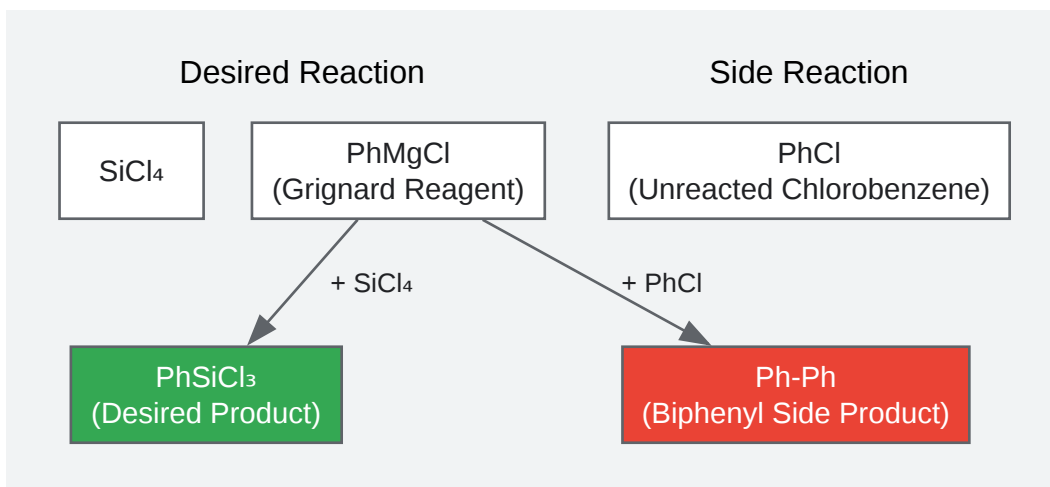 Desired Reaction
Side Reaction
SiCl₄
PhMgCl
(Grignard Reagent)
PhCl
(Unreacted Chlorobenzene)
+ SiCl₄
+ PhCl
PhSiCl₃
(Desired Product)
Ph-Ph
(Biphenyl Side Product)